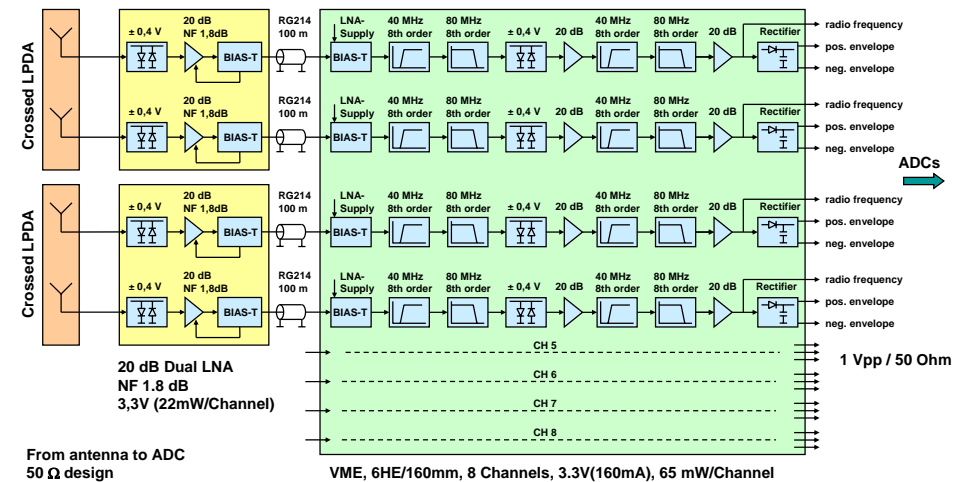 20 dB
NF 1,8dB
RG214
100 m
LNA-
Supply
40 MHz
8th order
80 MHz
8th order
± 0,4 V
20 dB
40 MHz
8th order
80 MHz
8th order
20 dB
Rectifier
radio frequency
pos. envelope
neg. envelope
± 0,4 V
BIAS-T
BIAS-T
Crossed LPDA
20 dB
NF 1,8dB
RG214
100 m
LNA-
Supply
40 MHz
8th order
80 MHz
8th order
± 0,4 V
20 dB
40 MHz
8th order
80 MHz
8th order
20 dB
Rectifier
radio frequency
pos. envelope
neg. envelope
± 0,4 V
BIAS-T
BIAS-T
ADCs
20 dB
NF 1,8dB
RG214
100 m
LNA-
Supply
40 MHz
8th order
80 MHz
8th order
± 0,4 V
20 dB
40 MHz
8th order
80 MHz
8th order
20 dB
Rectifier
radio frequency
pos. envelope
neg. envelope
± 0,4 V
BIAS-T
BIAS-T
Crossed LPDA
20 dB
NF 1,8dB
RG214
100 m
LNA-
Supply
40 MHz
8th order
80 MHz
8th order
± 0,4 V
20 dB
40 MHz
8th order
80 MHz
8th order
20 dB
Rectifier
radio frequency
pos. envelope
neg. envelope
± 0,4 V
BIAS-T
BIAS-T
CH 5
CH 6
CH 7
CH 8
1 Vpp / 50 Ohm
20 dB Dual LNA
NF 1.8 dB
3,3V (22mW/Channel)
From antenna to ADC
50 Ω design
VME, 6HE/160mm, 8 Channels, 3.3V(160mA), 65 mW/Channel